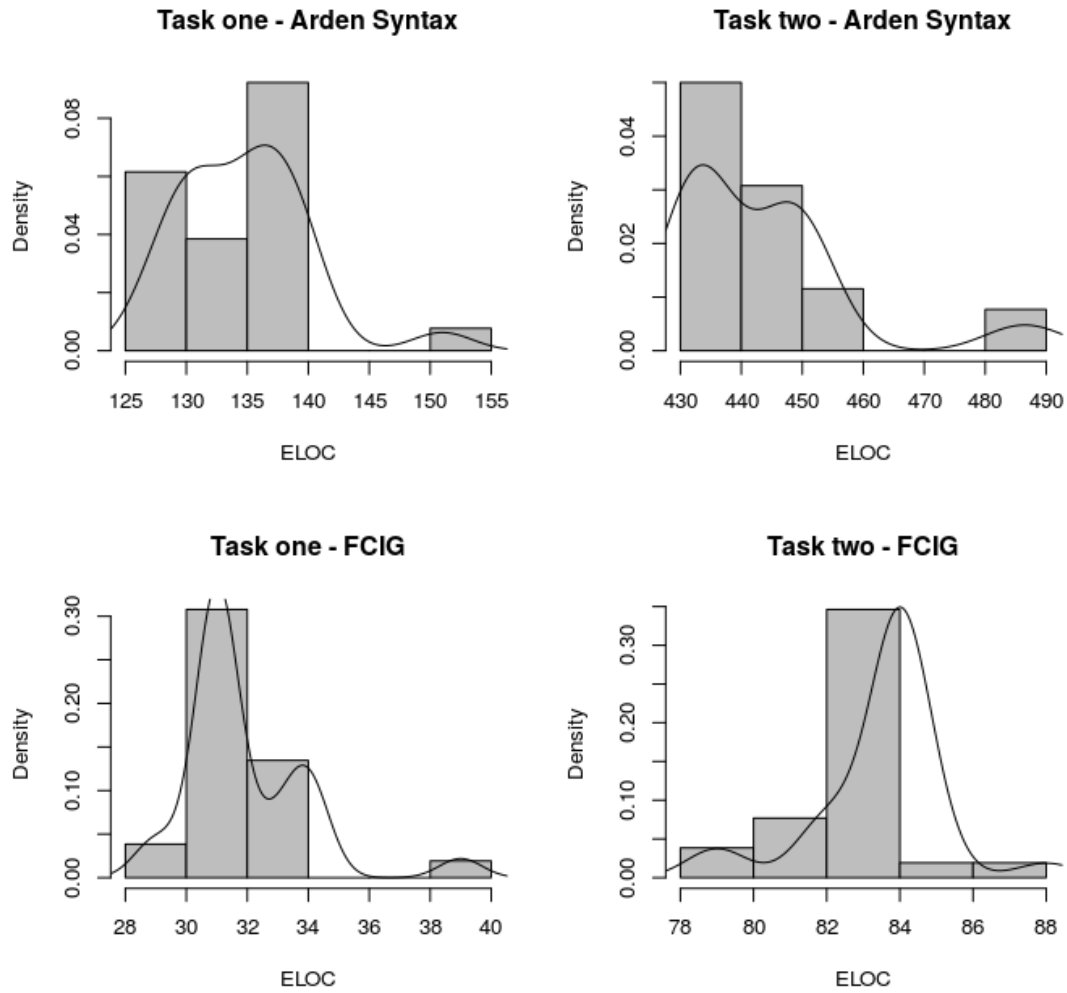 Task one - Arden Syntax
Density
0.00
0.04
0.08
125 130 135 140 145 150 155
ELOC
Task two - Arden Syntax
Density
0.00
0.02
0.04
430 440 450 460 470 480 490
ELOC
Task one - FCIG
Density
0.00
0.10
0.20
0.30
28 30 32 34 36 38 40
ELOC
Task two - FCIG
Density
0.00
0.10
0.20
0.30
78 80 82 84 86 88
ELOC